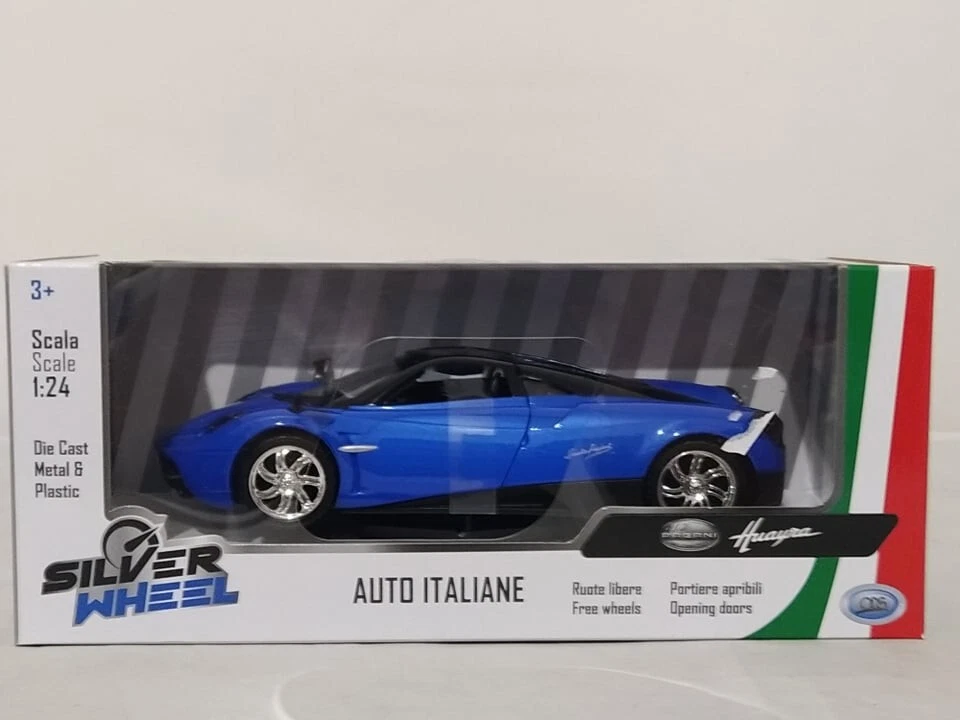 3+
Scala
Scale
1:24
Die Cast
Metal &
Plastic
SILVER
WHEEL
AUTO ITALIANE
Ruote libere
Free wheels
Portiere apribili
Opening doors
PAGANI
Huayra
ODS